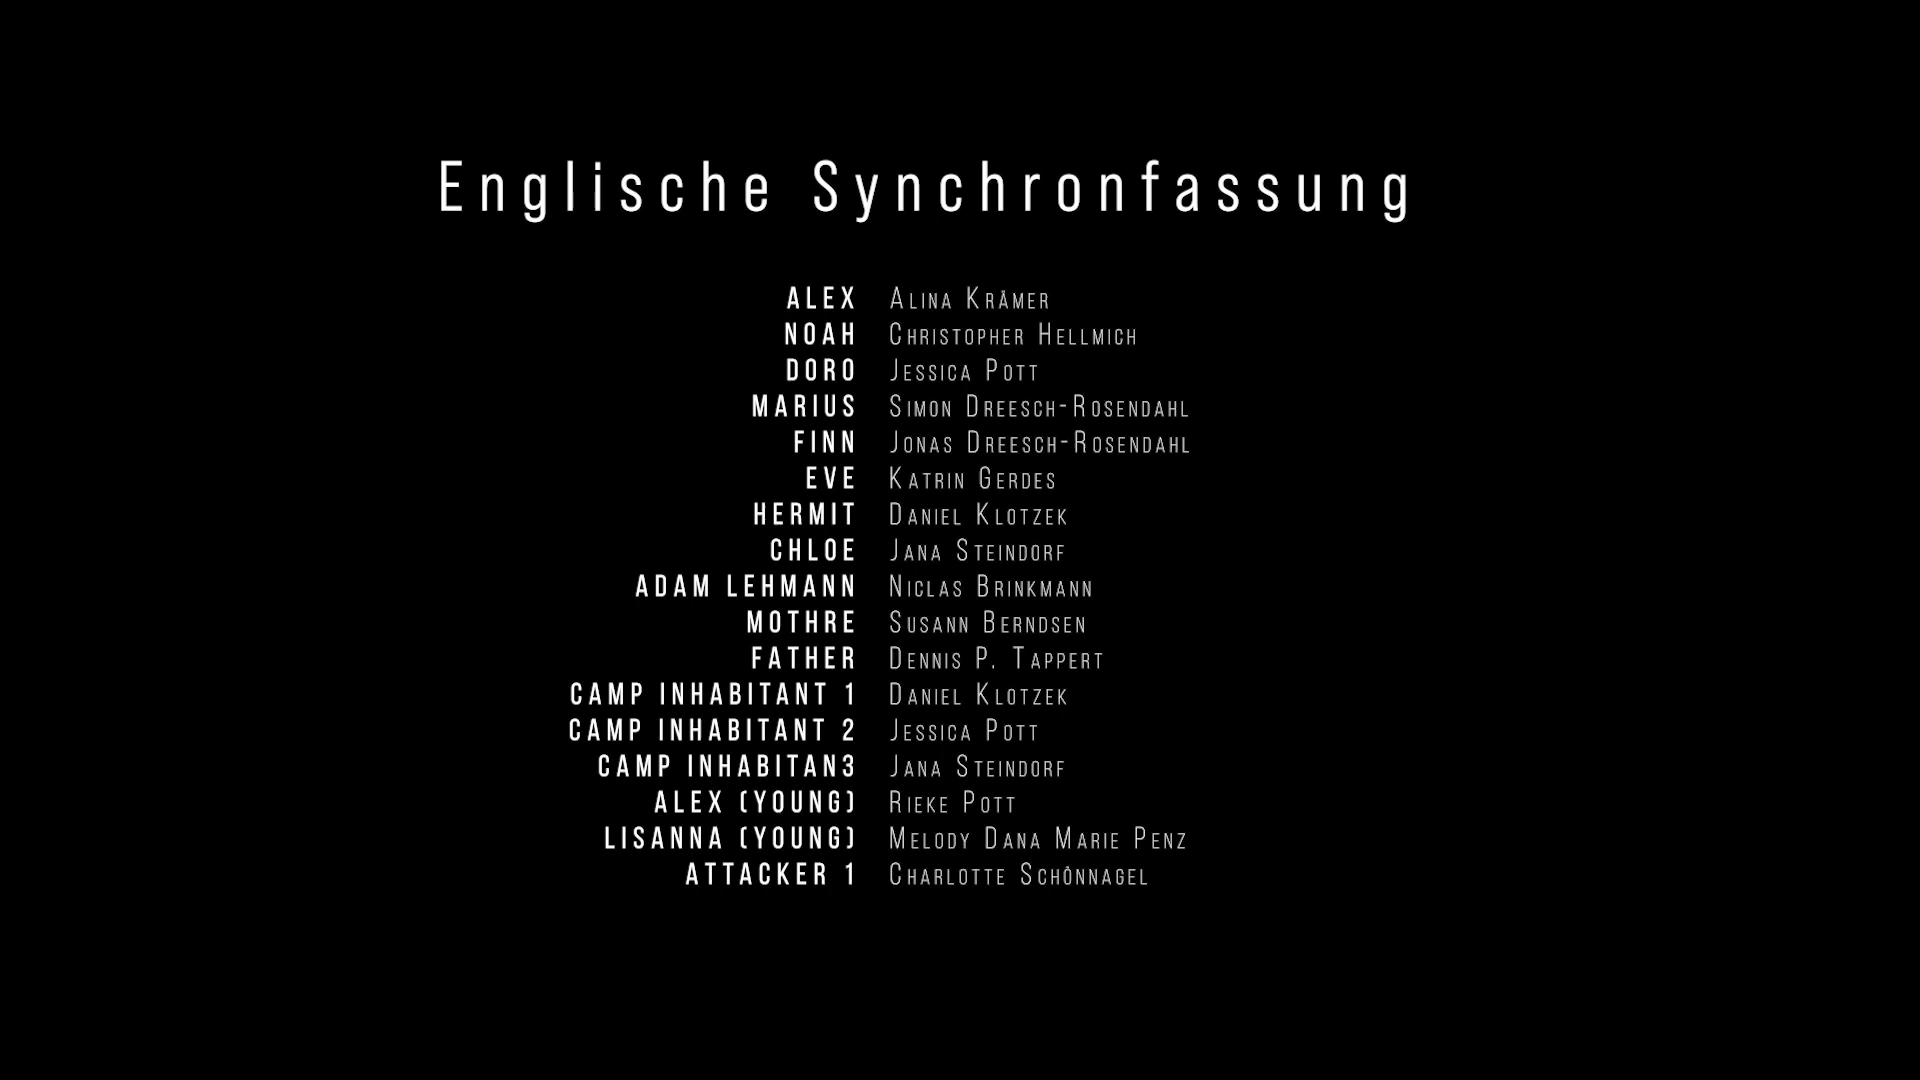 Englische Synchronfassung
ALEX Alina Krämer
NOAH Christopher Hellmich
DORO Jessica Pott
MARIUS Simon Dreesch-Rosendahl
FINN Jonas Dreesch-Rosendahl
EVE Katrin Gerdes
HERMIT Daniel Klotzek
CHLOE Jana Steindorf
ADAM LEHMANN Niclas Brinkmann
MOTHRE Susann Berndsen
FATHER Dennis P. Tappert
CAMP INHABITANT 1 Daniel Klotzek
CAMP INHABITANT 2 Jessica Pott
CAMP INHABITAN3 Jana Steindorf
ALEX (YOUNG) Rieke Pott
LISANNA (YOUNG) Melody Dana Marie Penz
ATTACKER 1 Charlotte Schönnagel